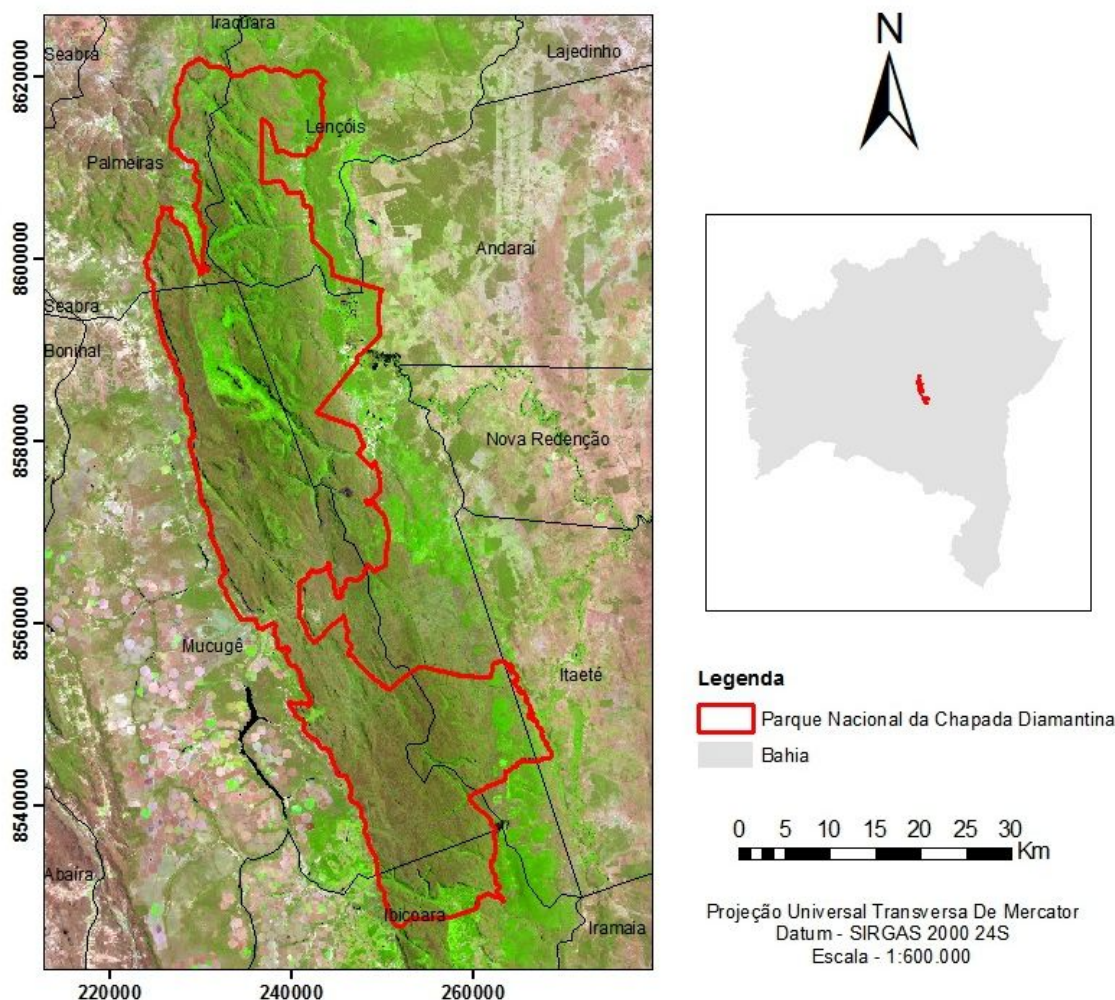 Iraquara
Seabra
Lajedinho
Lençóis
Palmeiras
Andaraí
Seabra
Boninal
Nova Redenção
Mucugê
Itaeté
Abaíra
Ibicoara
Iramaia
8620000
8600000
8580000
8560000
8540000
220000 240000 260000
N
Legenda
Parque Nacional da Chapada Diamantina
Bahia
0 5 10 15 20 25 30
Km
Projeção Universal Transversa De Mercator
Datum - SIRGAS 2000 24S
Escala - 1:600.000